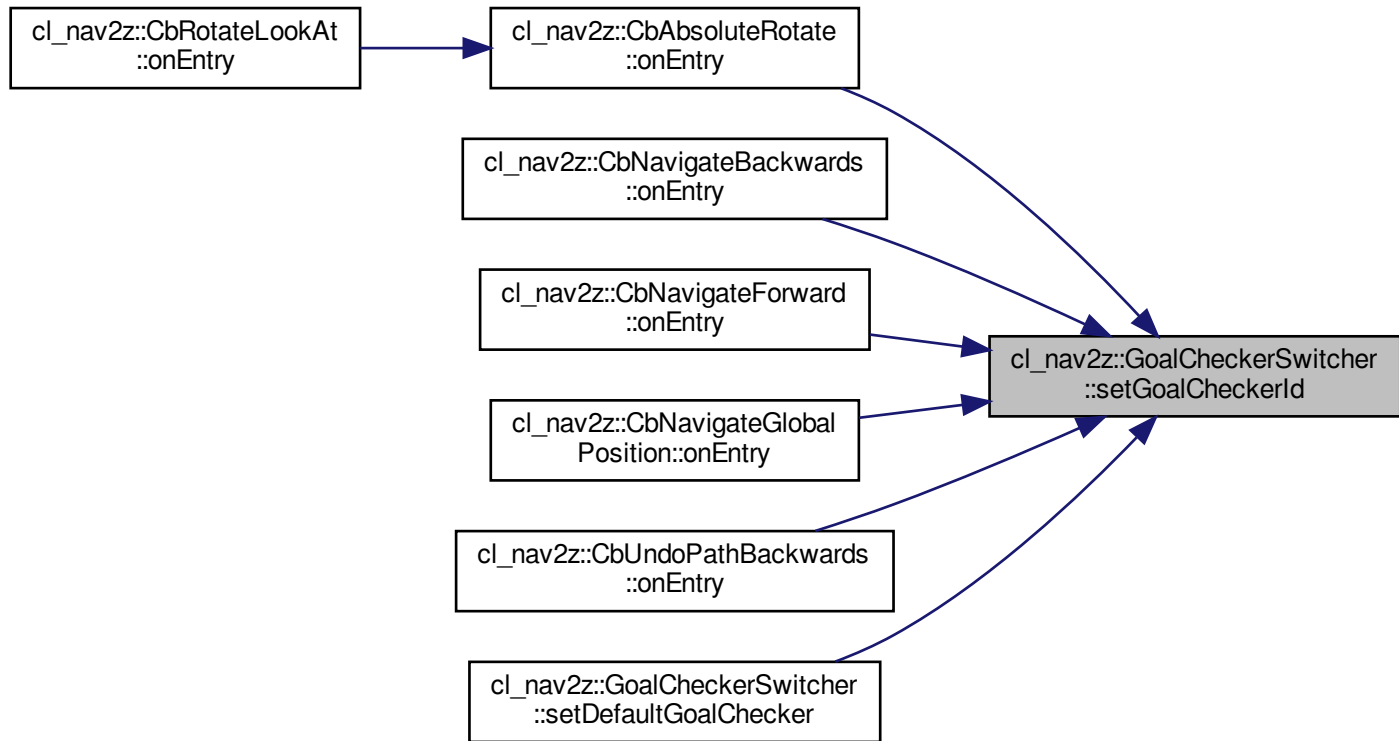 cl_nav2z::CbRotateLookAt
::onEntry
cl_nav2z::CbAbsoluteRotate
::onEntry
cl_nav2z::CbNavigateBackwards
::onEntry
cl_nav2z::CbNavigateForward
::onEntry
cl_nav2z::CbNavigateGlobal
Position::onEntry
cl_nav2z::CbUndoPathBackwards
::onEntry
cl_nav2z::GoalCheckerSwitcher
::setDefaultGoalChecker
cl_nav2z::GoalCheckerSwitcher
::setGoalCheckerId